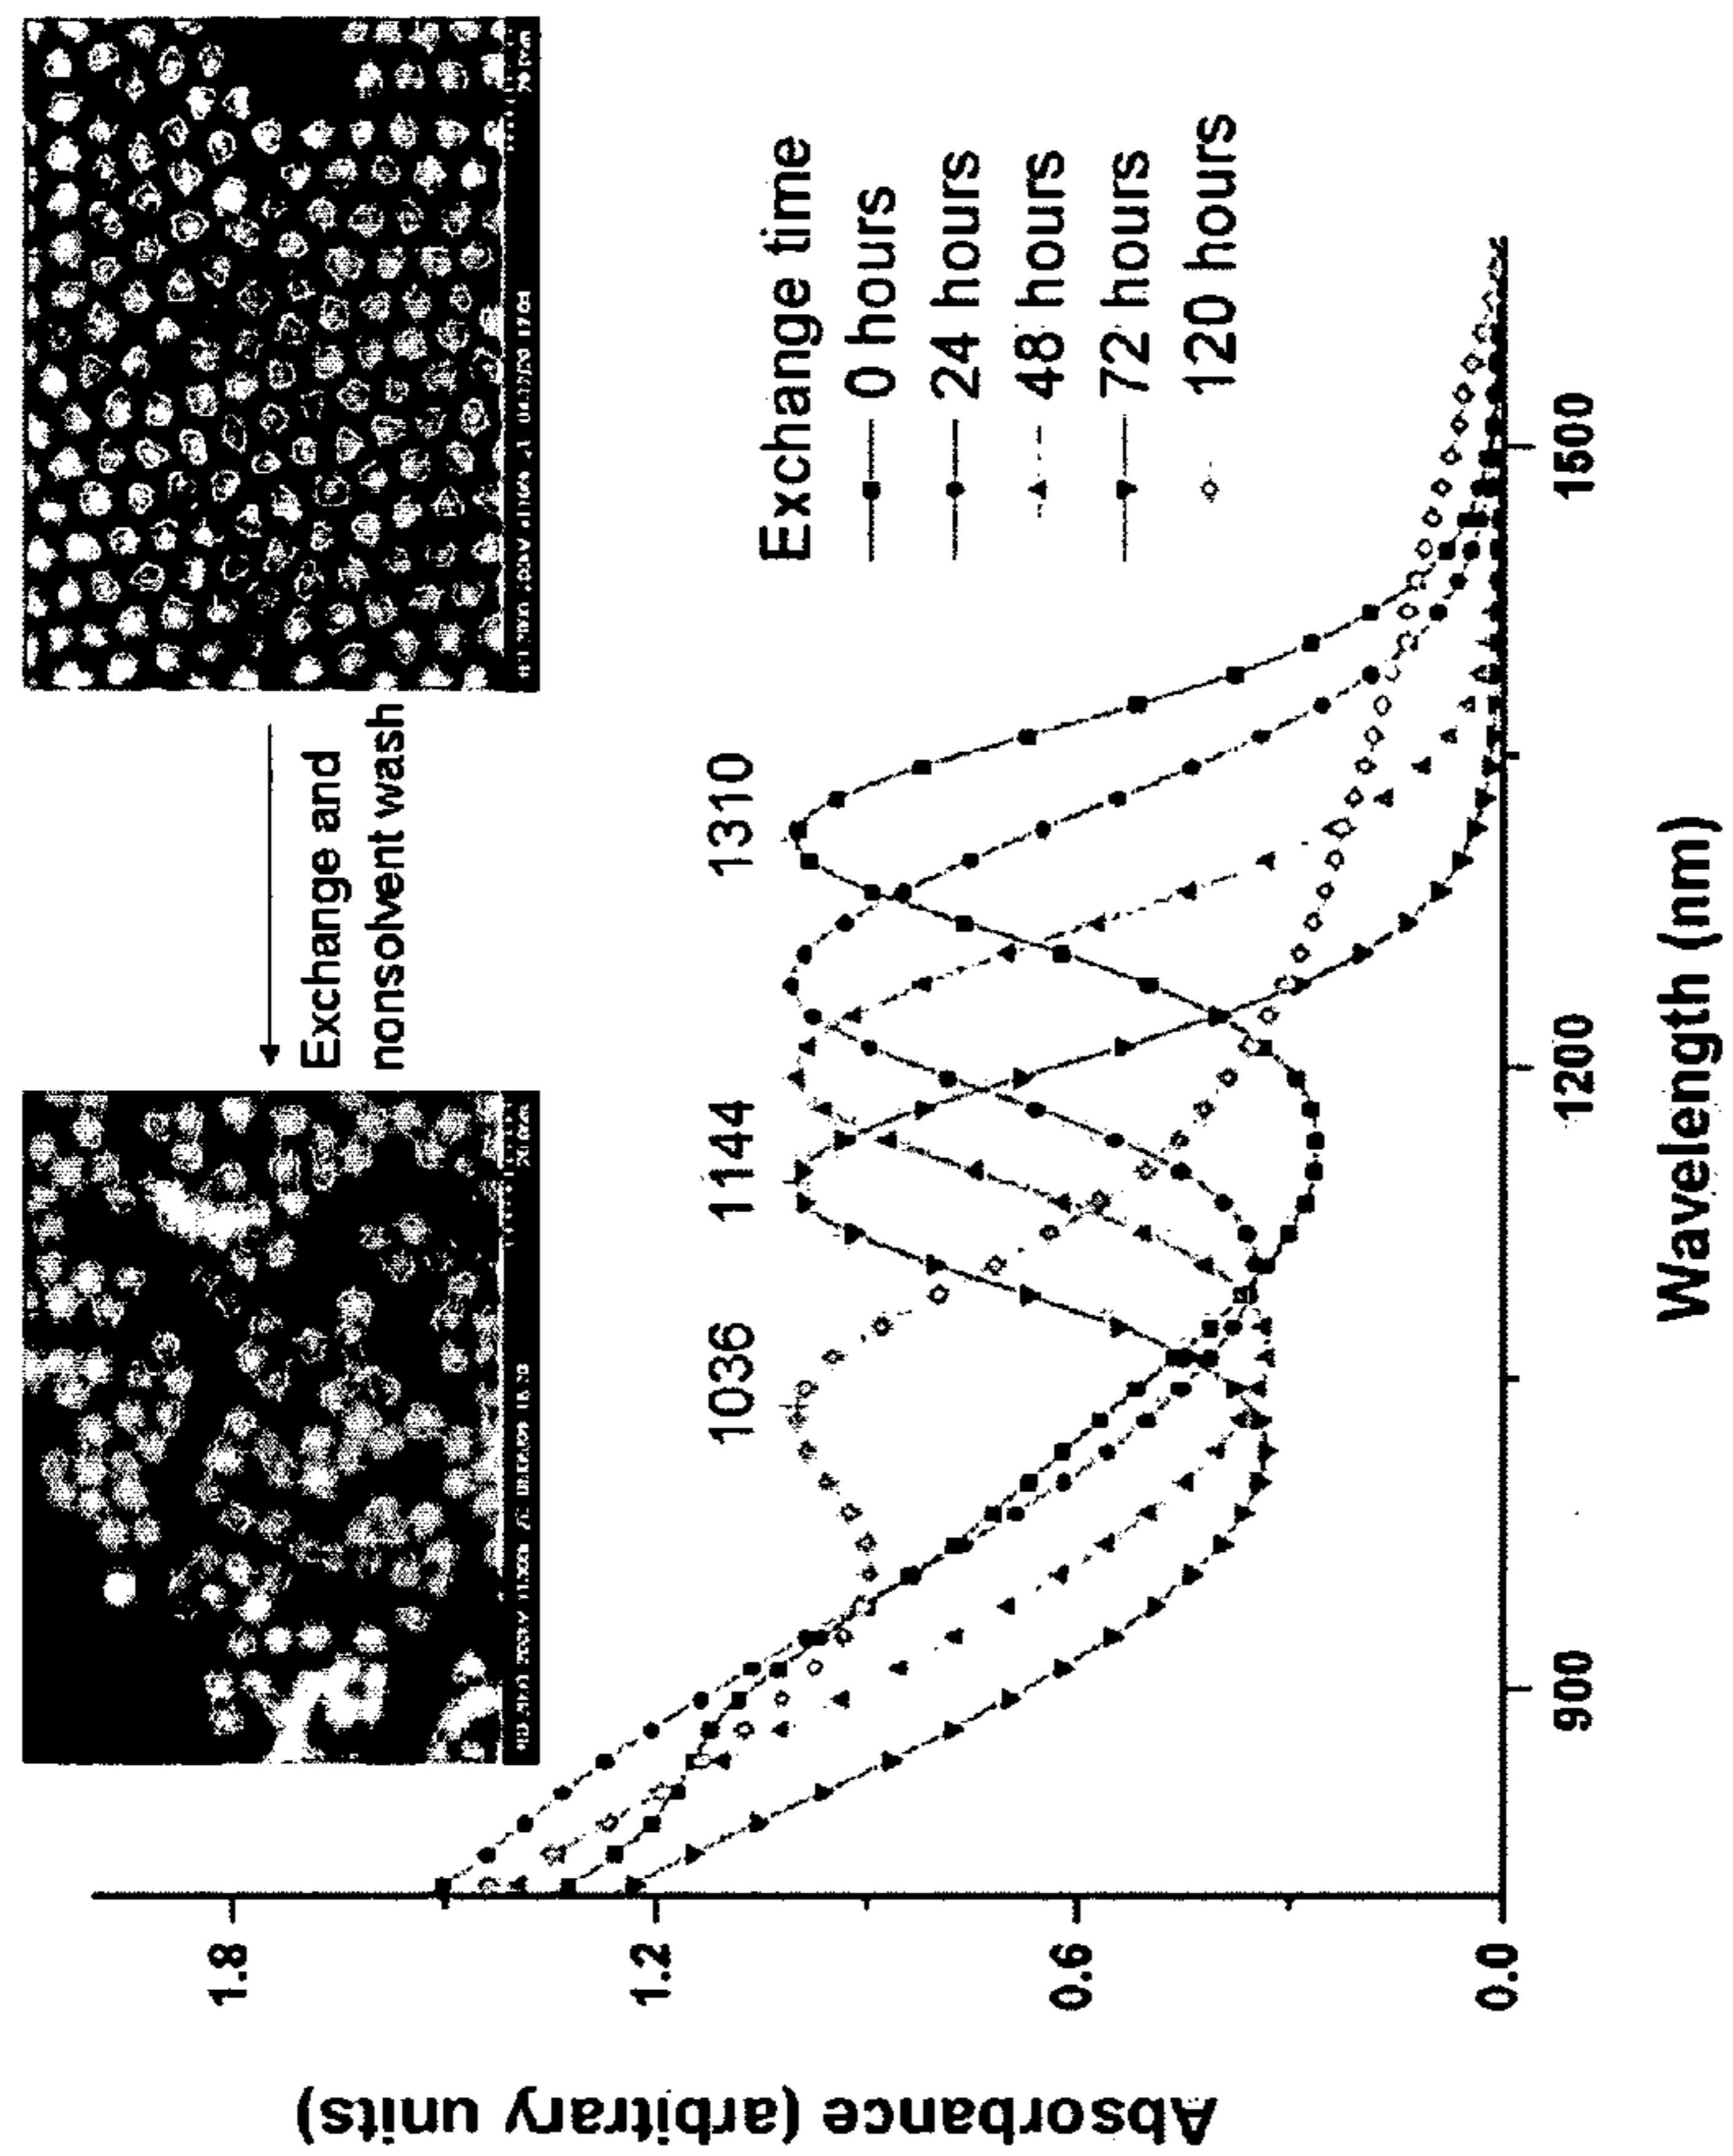 Exchange and
nonsolvent wash
Exchange time
0 hours
24 hours
48 hours
72 hours
120 hours
1036
1144
1310
1.8
1.2
0.6
0.0
900
1200
1500
Absorbance (arbitrary units)
Wavelength (nm)